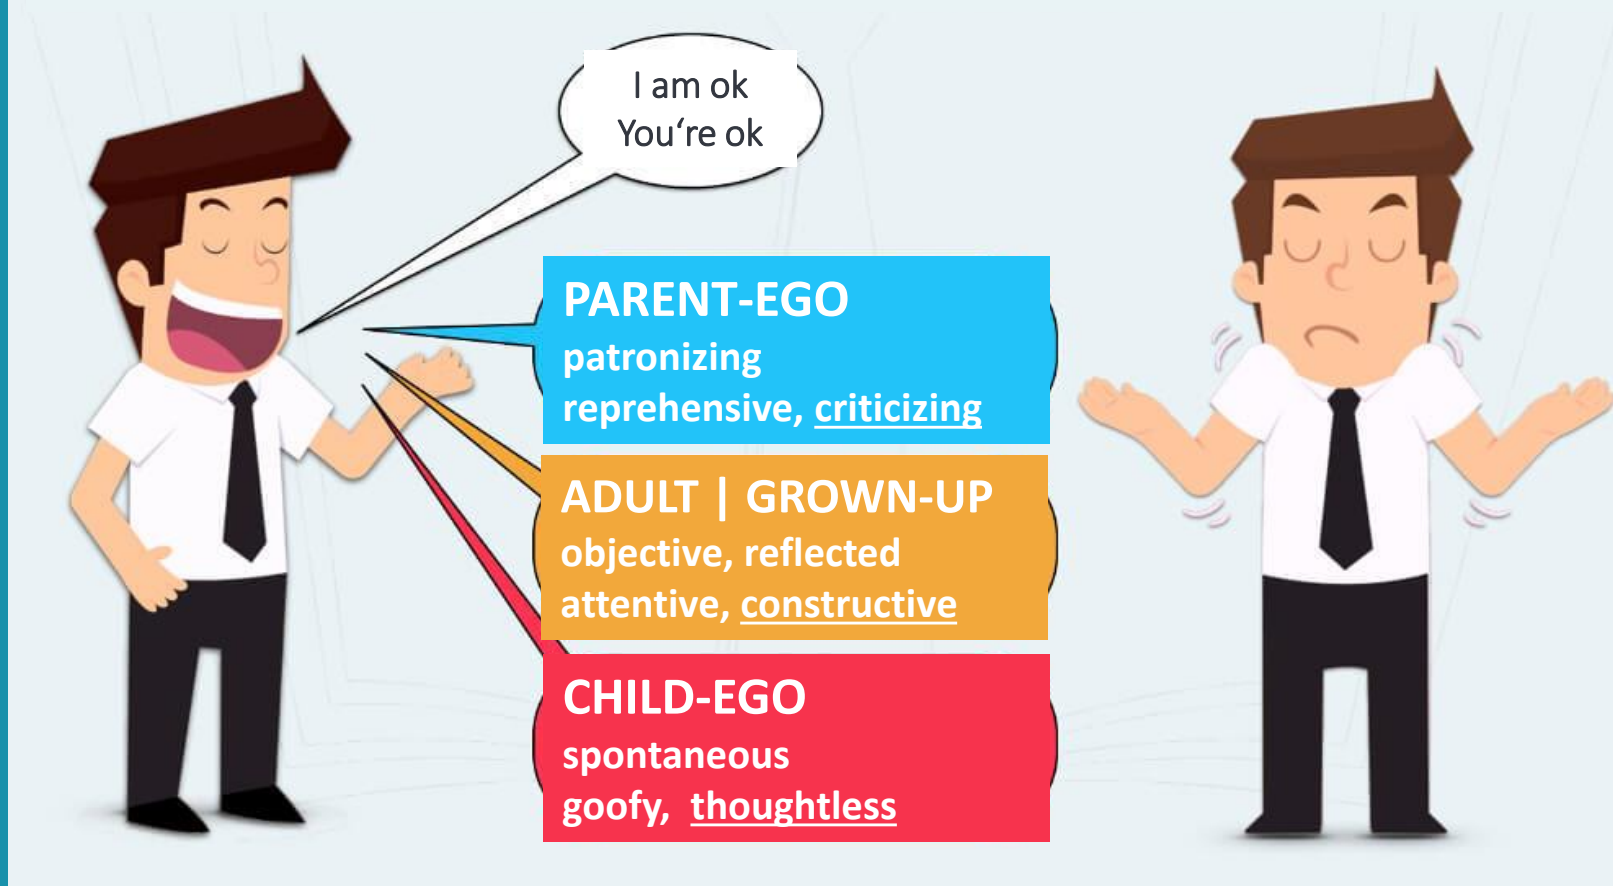 I am ok
You‘re ok
PARENT-EGO
patronizing
reprehensive, criticizing
ADULT | GROWN-UP
objective, reflected
attentive, constructive
CHILD-EGO
spontaneous
goofy, thoughtless